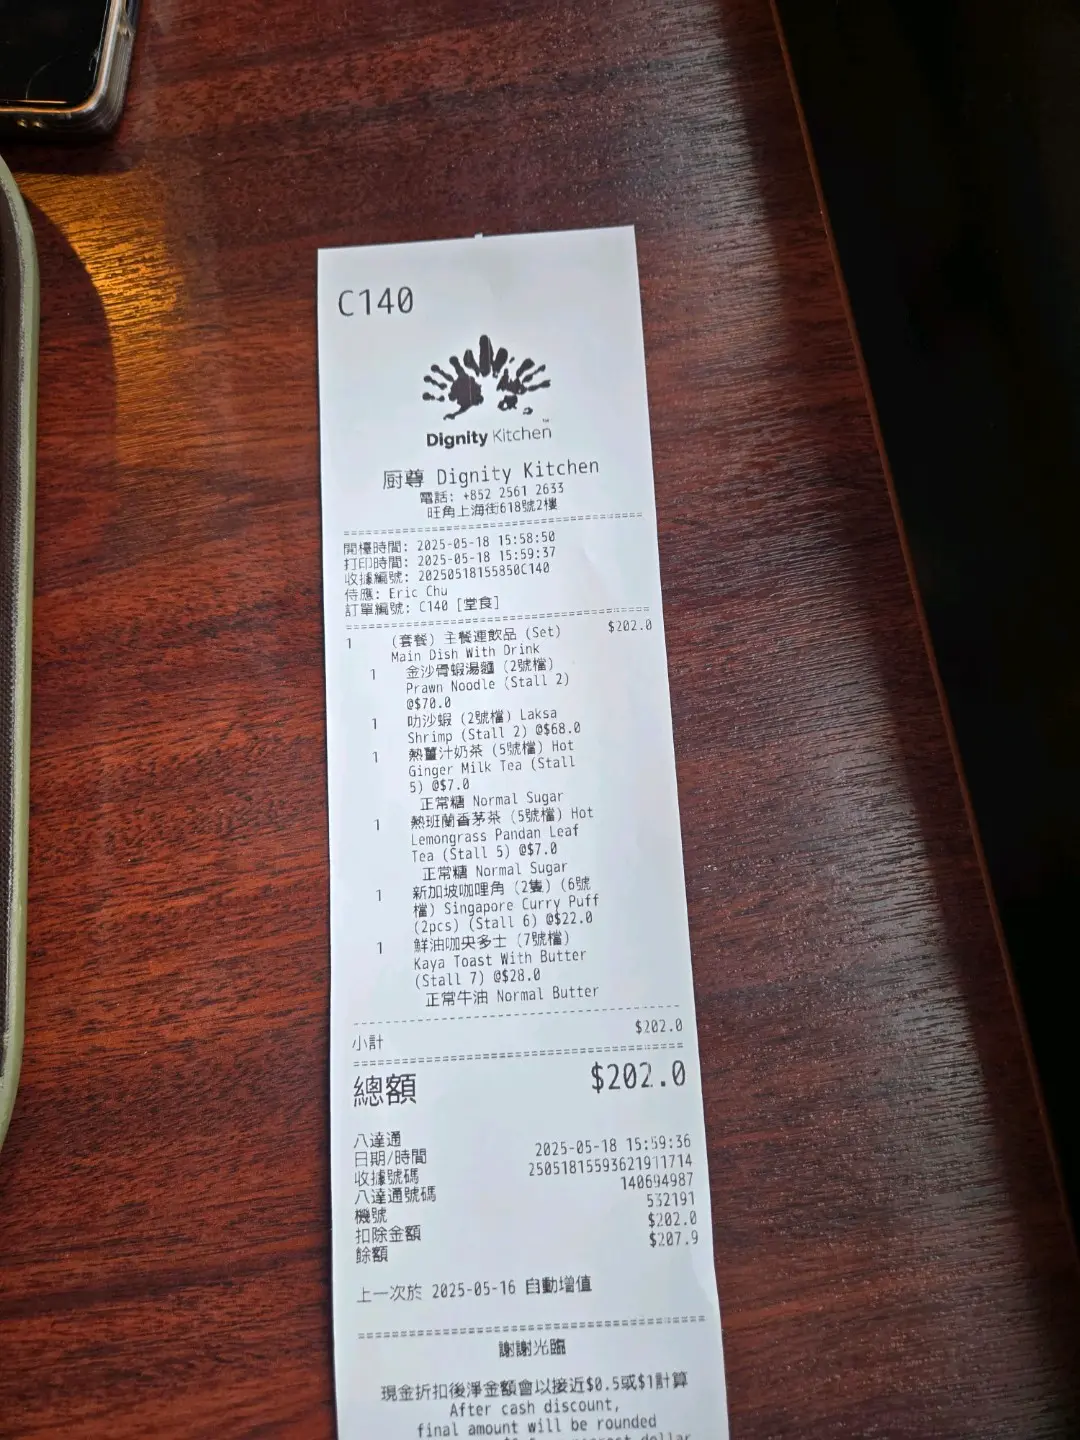 C140
Dignity Kitchen
TM
厨尊 Dignity Kitchen
電話: +852 2561 2633
旺角上海街618號2樓
開檯時間: 2025-05-18 15:58:50
打印時間: 2025-05-18 15:59:37
收據編號: 20250518155850C140
侍應: Eric Chu
訂單編號: C140 [堂食]
1 (套餐) 主餐連飲品 (Set) $202.0
Main Dish With Drink
1 金沙骨蝦湯麵 (2號檔)
Prawn Noodle (Stall 2)
@$70.0
1 叻沙蝦 (2號檔) Laksa
Shrimp (Stall 2) @$68.0
1 熱薑汁奶茶 (5號檔) Hot
Ginger Milk Tea (Stall
5) @$7.0
正常糖 Normal Sugar
1 熱班蘭香茅茶 (5號檔) Hot
Lemongrass Pandan Leaf
Tea (Stall 5) @$7.0
正常糖 Normal Sugar
1 新加坡咖哩角 (2隻) (6號
檔) Singapore Curry Puff
(2pcs) (Stall 6) @$22.0
1 鮮油咖央多士 (7號檔)
Kaya Toast With Butter
(Stall 7) @$28.0
正常牛油 Normal Butter
小計 $202.0
總額 $202.0
八達通
日期/時間 2025-05-18 15:59:36
收據號碼 25051815593621911714
八達通號碼 140694987
機號 532191
扣除金額 $202.0
餘額 $207.9
上一次於 2025-05-16 自動增值
謝謝光臨
現金折扣後淨金額會以接近$0.5或$1計算
After cash discount,
final amount will be rounded
nearest dollar